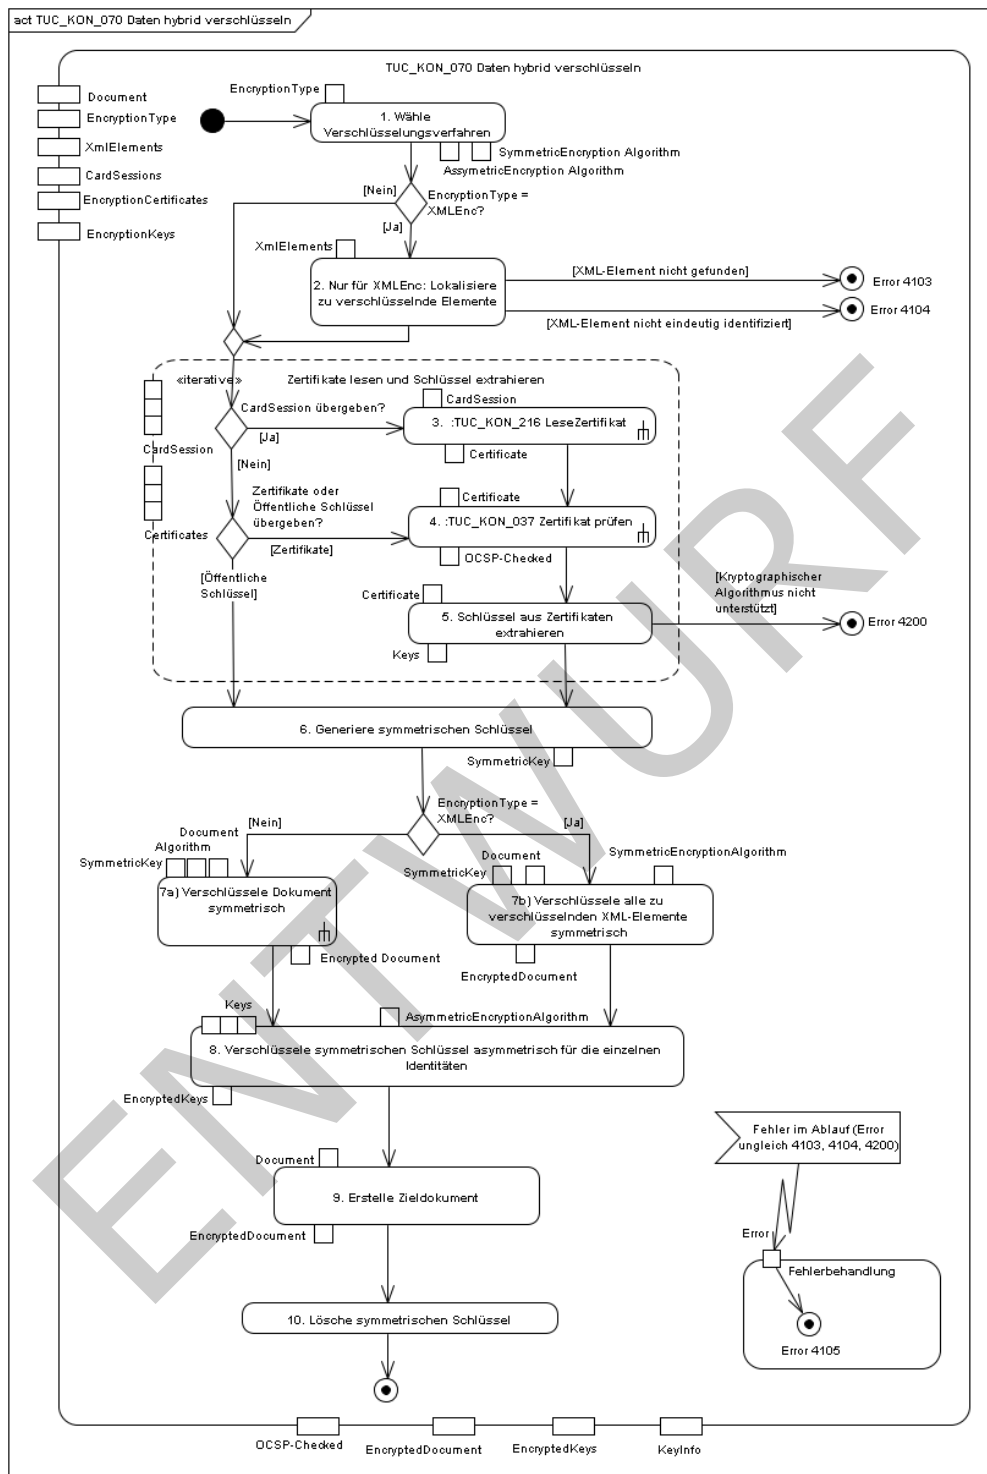 act TUC_KON_070 Daten hybrid verschlüsseln
TUC_KON_070 Daten hybrid verschlüsseln
Document
EncryptionType
XmlElements
CardSessions
EncryptionCertificates
EncryptionKeys
EncryptionType
1. Wähle
Verschlüsselungsverfahren
SymmetricEncryption Algorithm
AssymetricEncryption Algorithm
[Nein]
EncryptionType =
XMLEnc?
[Ja]
XmlElements
2. Nur für XMLEnc: Lokalisiere
zu verschlüsselnde Elemente
[XML-Element nicht gefunden]
Error 4103
Error 4104
[XML-Element nicht eindeutig identifiziert]
«iterative»
Zertifikate lesen und Schlüssel extrahieren
CardSession übergeben?
CardSession
3. :TUC_KON_216 LeseZertifikat
[Ja]
CardSession
Certificate
[Nein]
Zertifikate oder
Öffentliche Schlüssel
übergeben?
Certificate
4. :TUC_KON_037 Zertifikat prüfen
Certificates
[Zertifikate]
OCSP-Checked
[Öffentliche
Schlüssel]
Certificate
5. Schlüssel aus Zertifikaten
extrahieren
Keys
[Kryptographischer
Algorithmus nicht
unterstützt]
Error 4200
6. Generiere symmetrischen Schlüssel
SymmetricKey
EncryptionType =
XMLEnc?
[Nein]
[Ja]
Document
Algorithm
SymmetricKey
7a) Verschlüssele Dokument
symmetrisch
Encrypted Document
Document
SymmetricKey
SymmetricEncryptionAlgorithm
7b) Verschlüssele alle zu
verschlüsselnden XML-Elemente
symmetrisch
EncryptedDocument
Keys
AsymmetricEncryptionAlgorithm
8. Verschlüssele symmetrischen Schlüssel asymmetrisch für die einzelnen
Identitäten
EncryptedKeys
Document
9. Erstelle Zieldokument
EncryptedDocument
10. Lösche symmetrischen Schlüssel
Fehler im Ablauf (Error
ungleich 4103, 4104, 4200)
Error
Fehlerbehandlung
Error 4105
OCSP-Checked
EncryptedDocument
EncryptedKeys
KeyInfo
ENTWURF